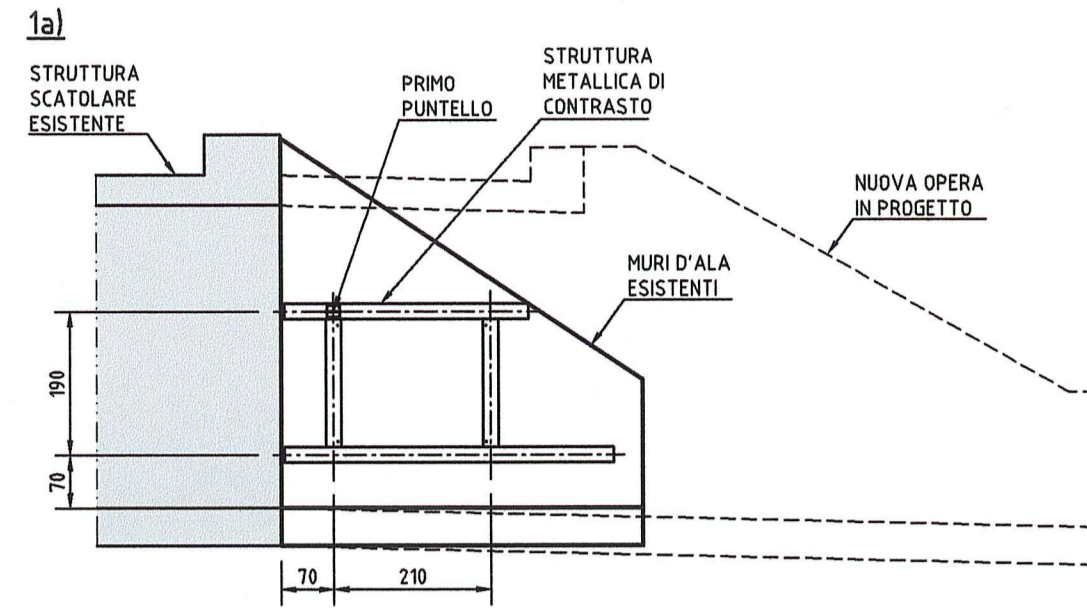 1a)
STRUTTURA
SCATOLARE
ESISTENTE
PRIMO
PUNTELLO
STRUTTURA
METALLICA DI
CONTRASTO
NUOVA OPERA
IN PROGETTO
MURI D'ALA
ESISTENTI
190
70
70
210